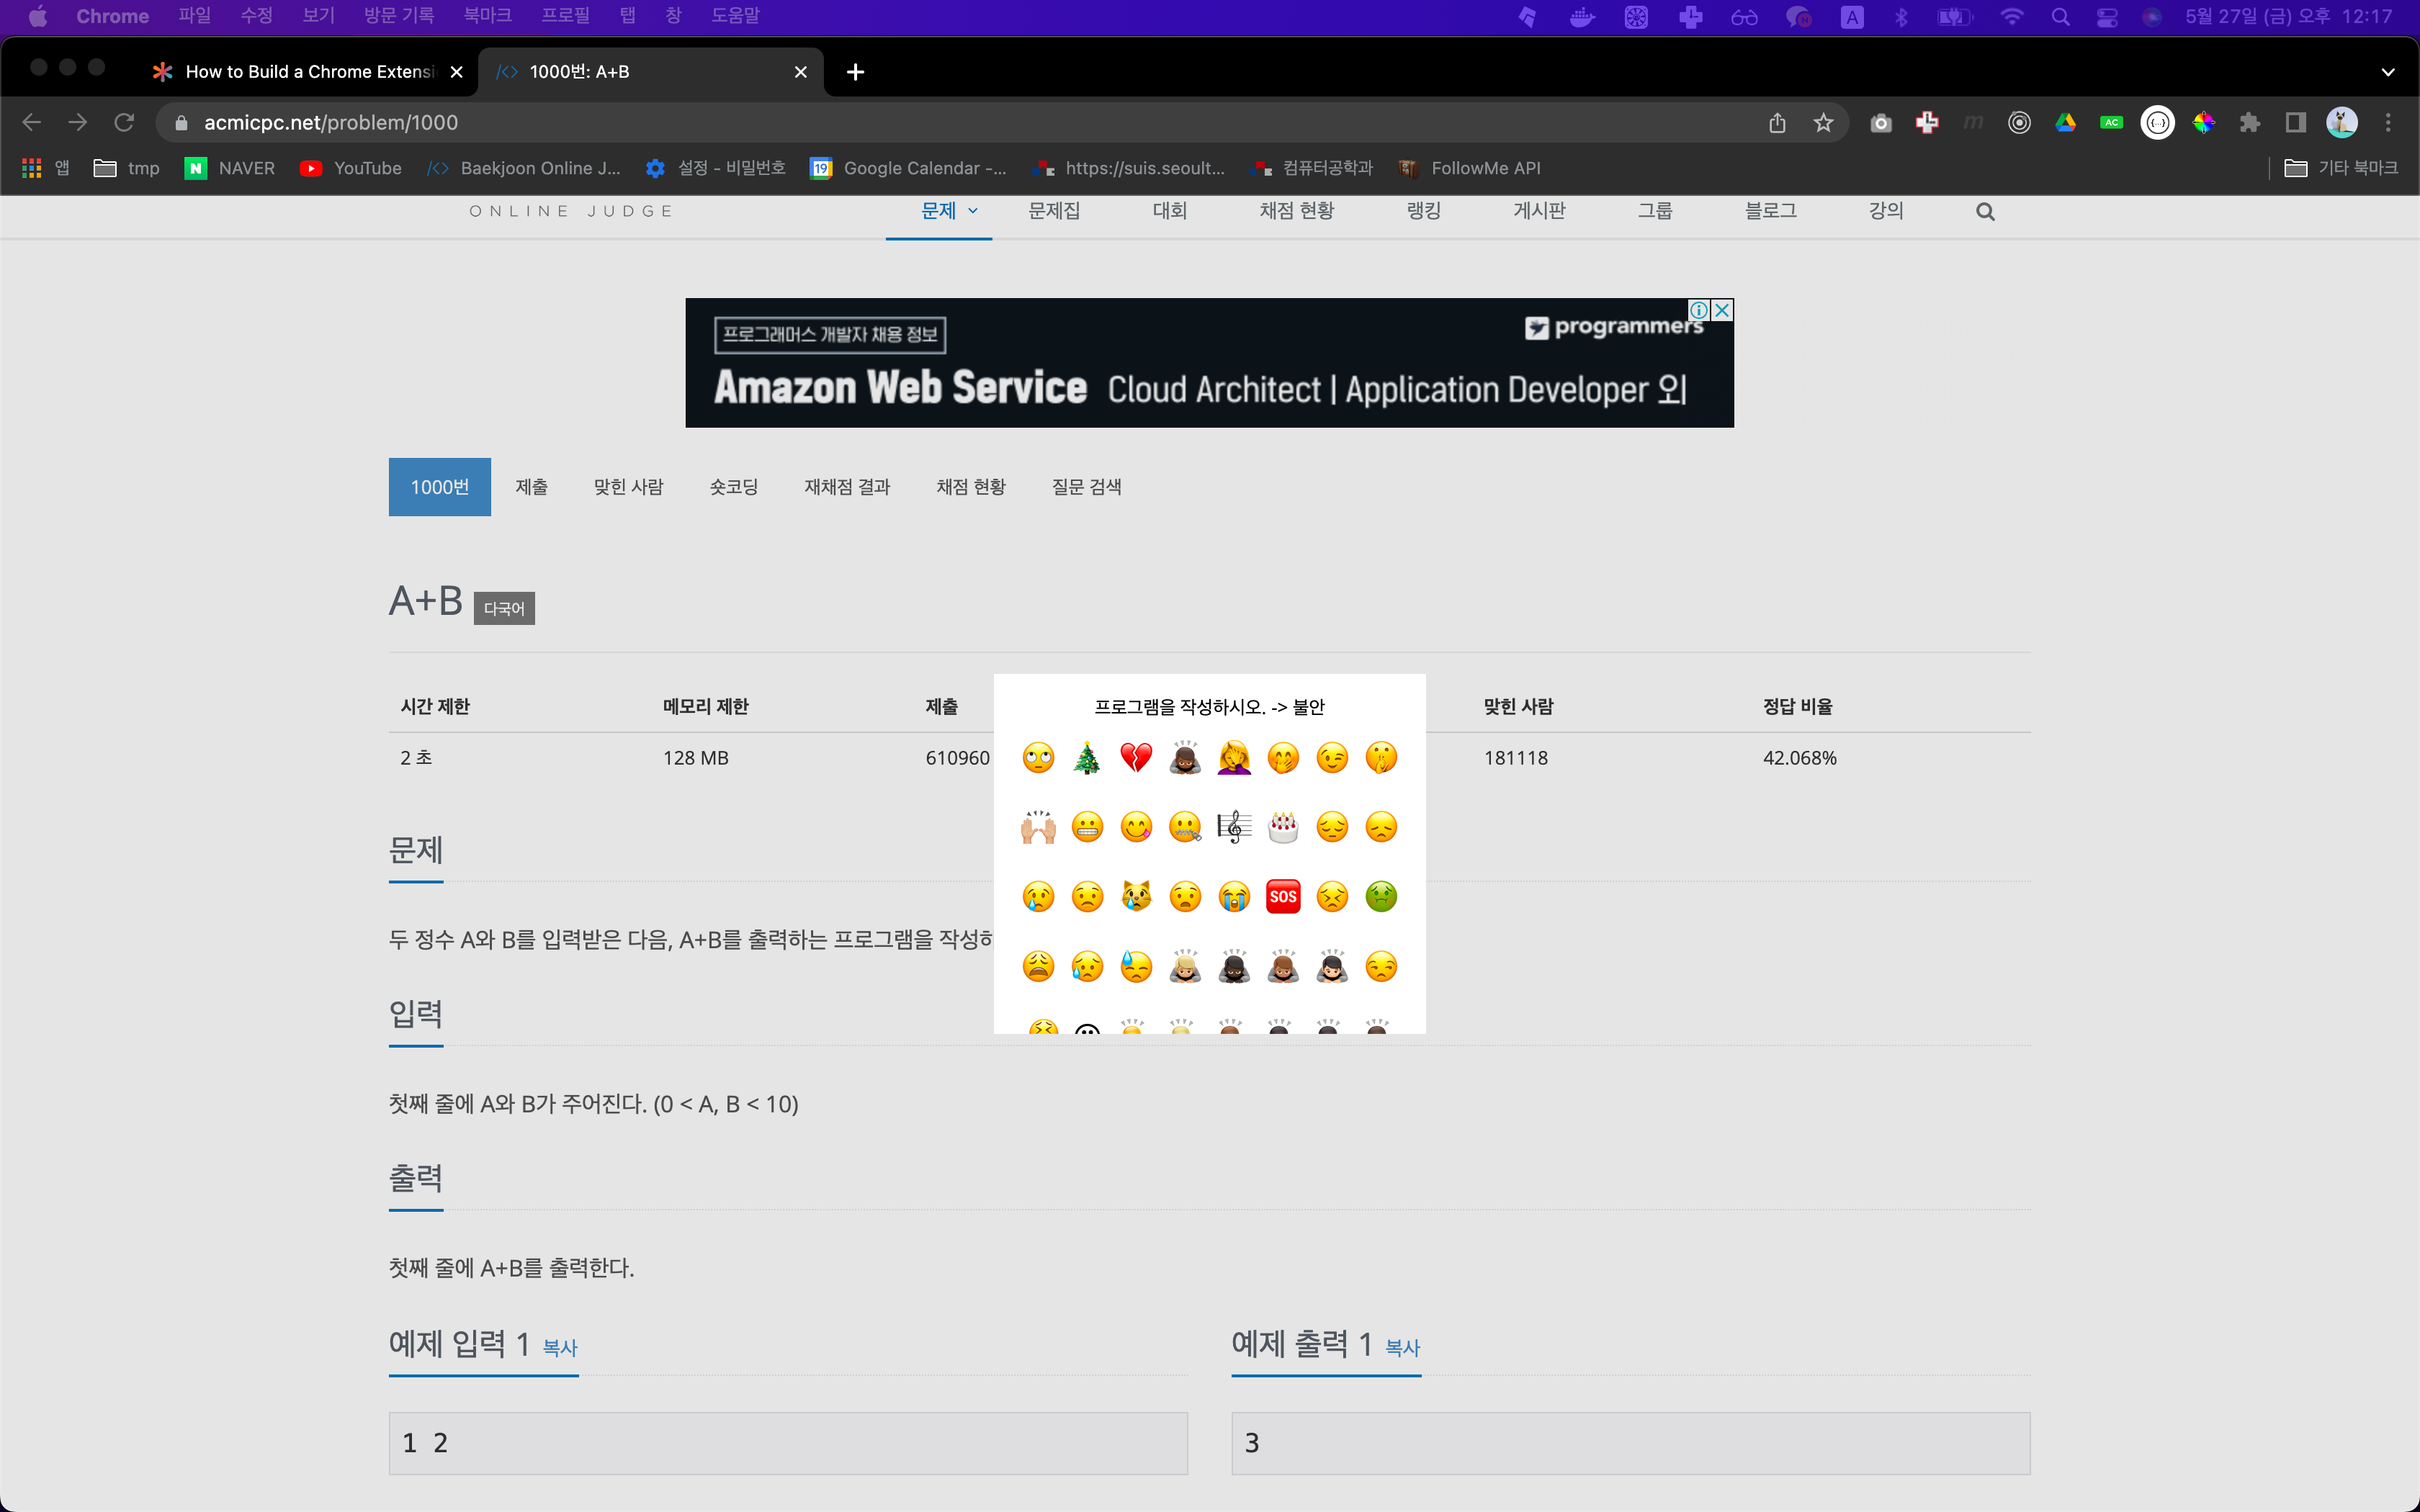 Chrome 파일 수정 보기 방문 기록 북마크 프로필 탭 창 도움말 A 5월 27일 (금) 오후 12:17
How to Build a Chrome Extensi 1000번: A+B
acmicpc.net/problem/1000 m AC {...}
앱 tmp N NAVER YouTube Baekjoon Online J... 설정 - 비밀번호 19 Google Calendar -... https://suis.seoult... 컴퓨터공학과 FollowMe API 기타 북마크
ONLINE JUDGE 문제 문제집 대회 채점 현황 랭킹 게시판 그룹 블로그 강의
프로그래머스 개발자 채용 정보 programmers
Amazon Web Service Cloud Architect | Application Developer 외
1000번 제출 맞힌 사람 숏코딩 재채점 결과 채점 현황 질문 검색
A+B 다국어
시간 제한 메모리 제한 제출 맞힌 사람 정답 비율
2 초 128 MB 610960 181118 42.068%
프로그램을 작성하시오. -> 불안
SOS
문제
두 정수 A와 B를 입력받은 다음, A+B를 출력하는 프로그램을 작성하
입력
첫째 줄에 A와 B가 주어진다. (0 < A, B < 10)
출력
첫째 줄에 A+B를 출력한다.
예제 입력 1 복사
1 2
예제 출력 1 복사
3